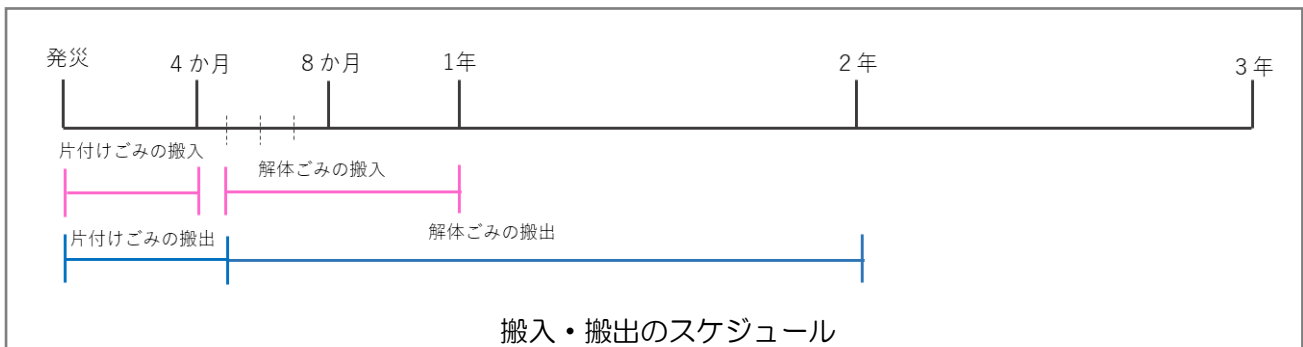 発災 4か月 8か月 1年 2年 3年
片付けごみの搬入
解体ごみの搬入
片付けごみの搬出
解体ごみの搬出
搬入・搬出のスケジュール